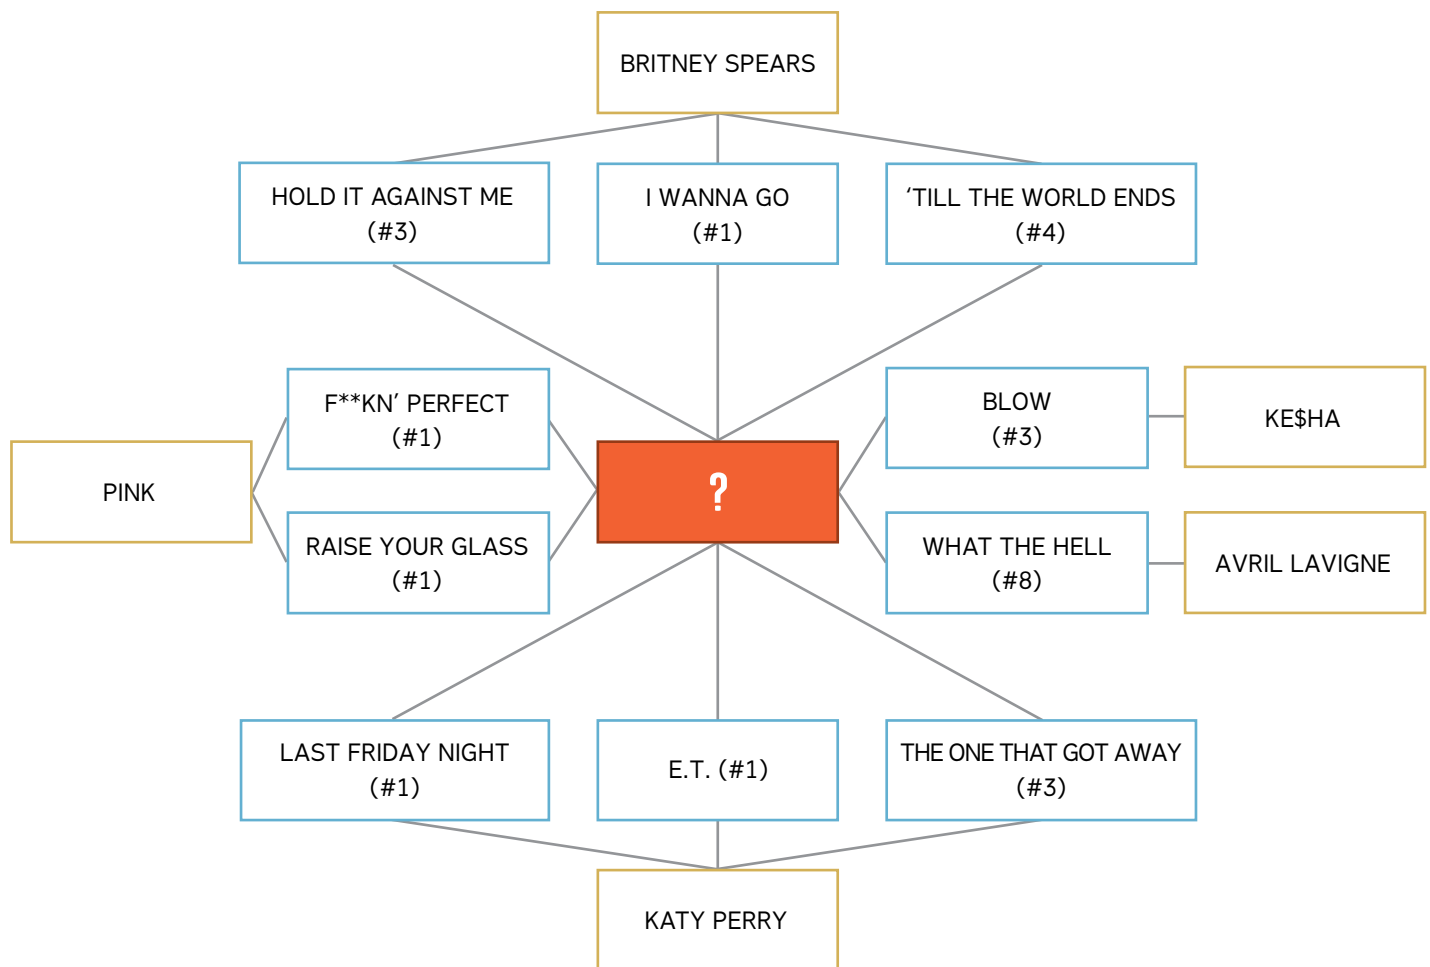 BRITNEY SPEARS
HOLD IT AGAINST ME
(#3)
I WANNA GO
(#1)
‘TILL THE WORLD ENDS
(#4)
F**KN’ PERFECT
(#1)
BLOW
(#3)
KE$HA
PINK
?
RAISE YOUR GLASS
(#1)
WHAT THE HELL
(#8)
AVRIL LAVIGNE
LAST FRIDAY NIGHT
(#1)
E.T. (#1)
THE ONE THAT GOT AWAY
(#3)
KATY PERRY